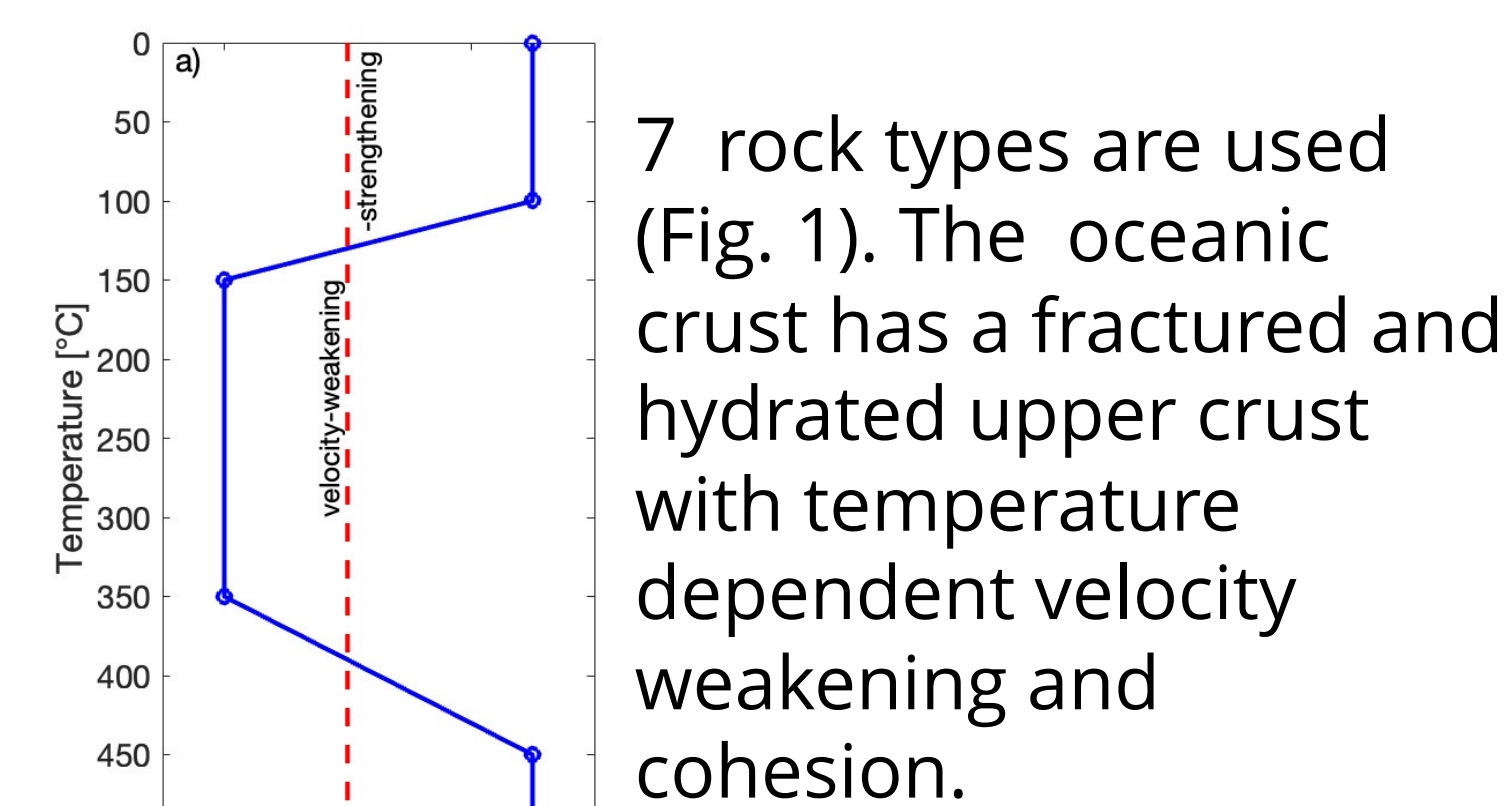 a)
0
50
100
150
200
250
300
350
400
450
Temperature [°C]
-strengthening
velocity-weakening
7 rock types are used
(Fig. 1). The oceanic
crust has a fractured and
hydrated upper crust
with temperature
dependent velocity
weakening and
cohesion.